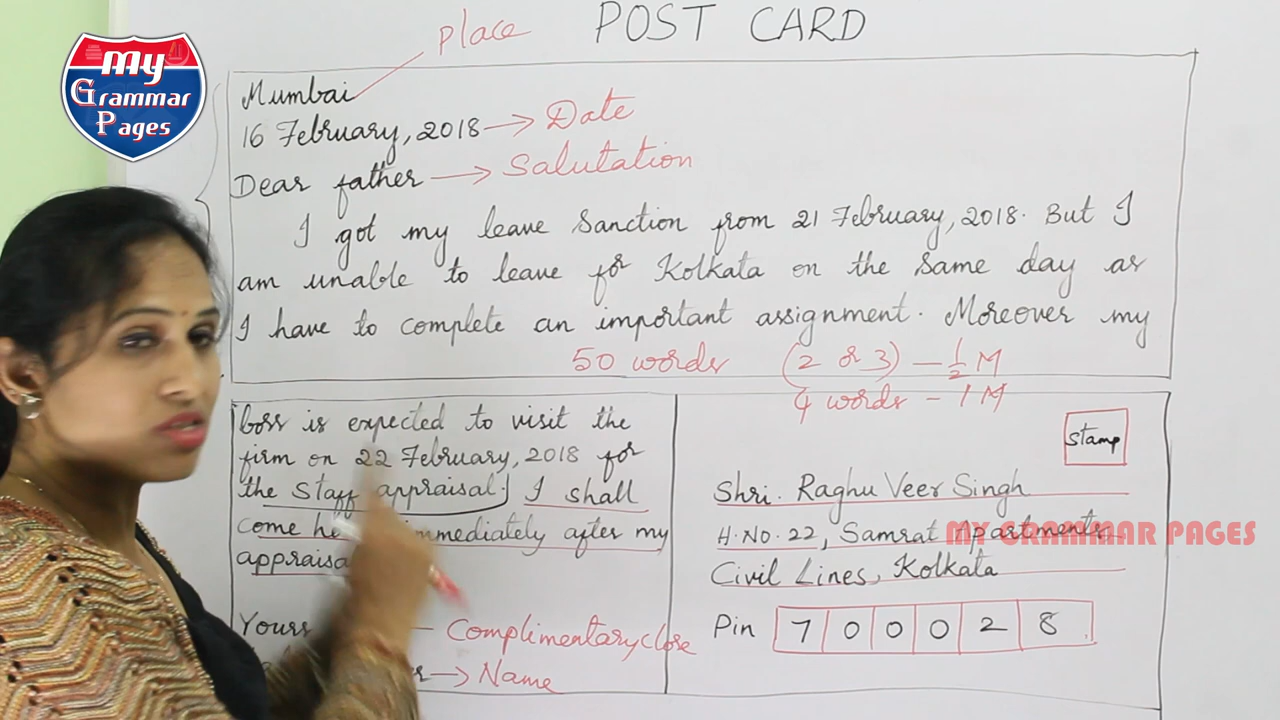 POST CARD
Place
My
Grammar
Pages
Mumbai
16 February, 2018 → Date
Dear father → Salutation
I got my leave Sanction from 21 February, 2018. But I
am unable to leave for Kolkata on the same day as
I have to complete an important assignment. Moreover my
50 words (2 or 3) - 1/2 M
4 words - 1 M
boss is expected to visit the
firm on 22 February, 2018 for
the Staff appraisal. I shall
come immediately after my
Yours
Complimentary close
→ Name
Stamp
Shri. Raghu Veer Singh
H.No. 22, Samrat Apartments
MY GRAMMAR PAGES
Civil Lines, Kolkata
Pin 7 0 0 0 2 8